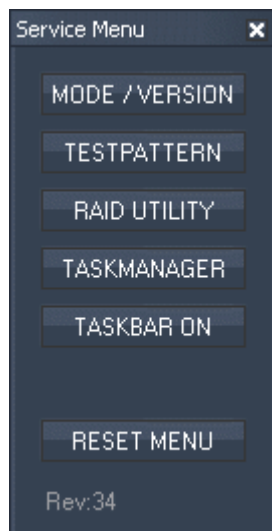 Service Menu
MODE / VERSION
TESTPATTERN
RAID UTILITY
TASKMANAGER
TASKBAR ON
RESET MENU
Rev:34